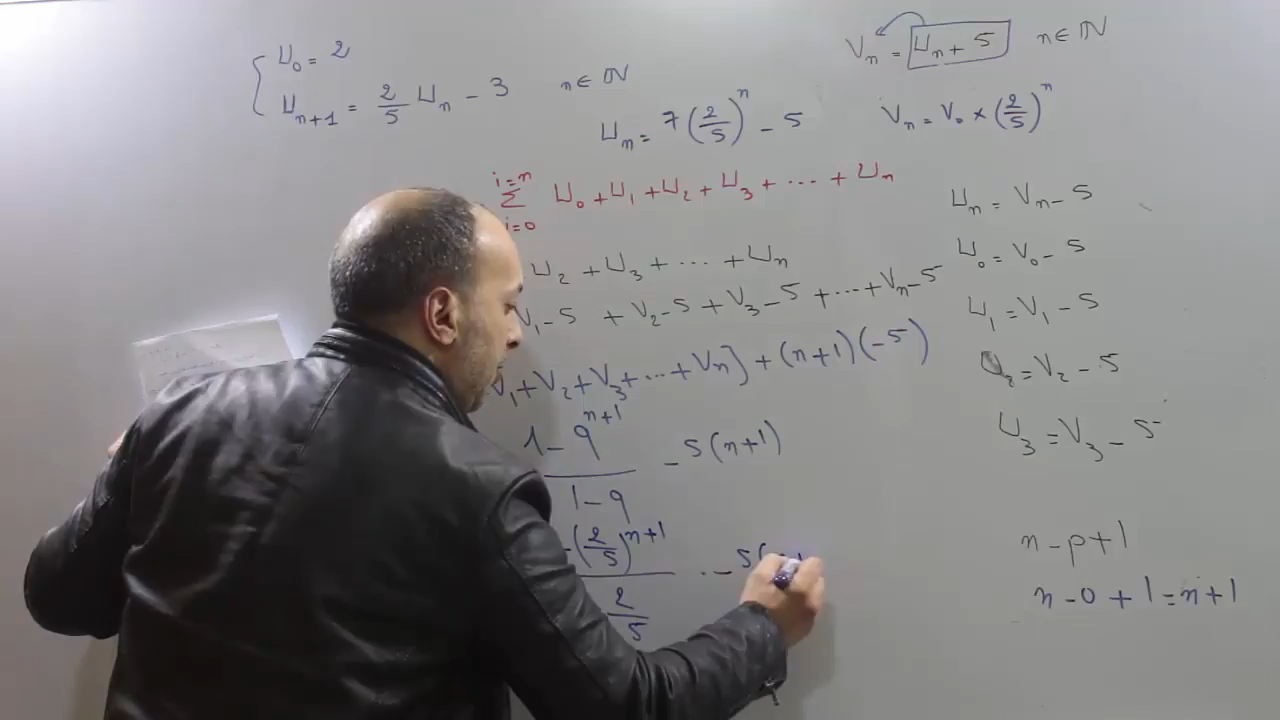 U₀ = 2
Uₙ₊₁ = 2/5 Uₙ - 3 n ∈ ℕ
Uₙ = 7(2/5)ⁿ - 5
Vₙ = Uₙ + 5 n ∈ ℕ
Vₙ = V₀ × (2/5)ⁿ
i=n
∑ U₀ + U₁ + U₂ + U₃ + ... + Uₙ
i=0
U₂ + U₃ + ... + Uₙ
V₁ - 5 + V₂ - 5 + V₃ - 5 + ... + Vₙ - 5
V₁ + V₂ + V₃ + ... + Vₙ] + (n+1)(-5)
1 - qⁿ⁺¹
- 5(n+1)
1 - q
-(2/5)ⁿ⁺¹
- 5(
2/5
Uₙ = Vₙ - 5
U₀ = V₀ - 5
U₁ = V₁ - 5
U₂ = V₂ - 5
U₃ = V₃ - 5
n - p + 1
n - 0 + 1 = n + 1